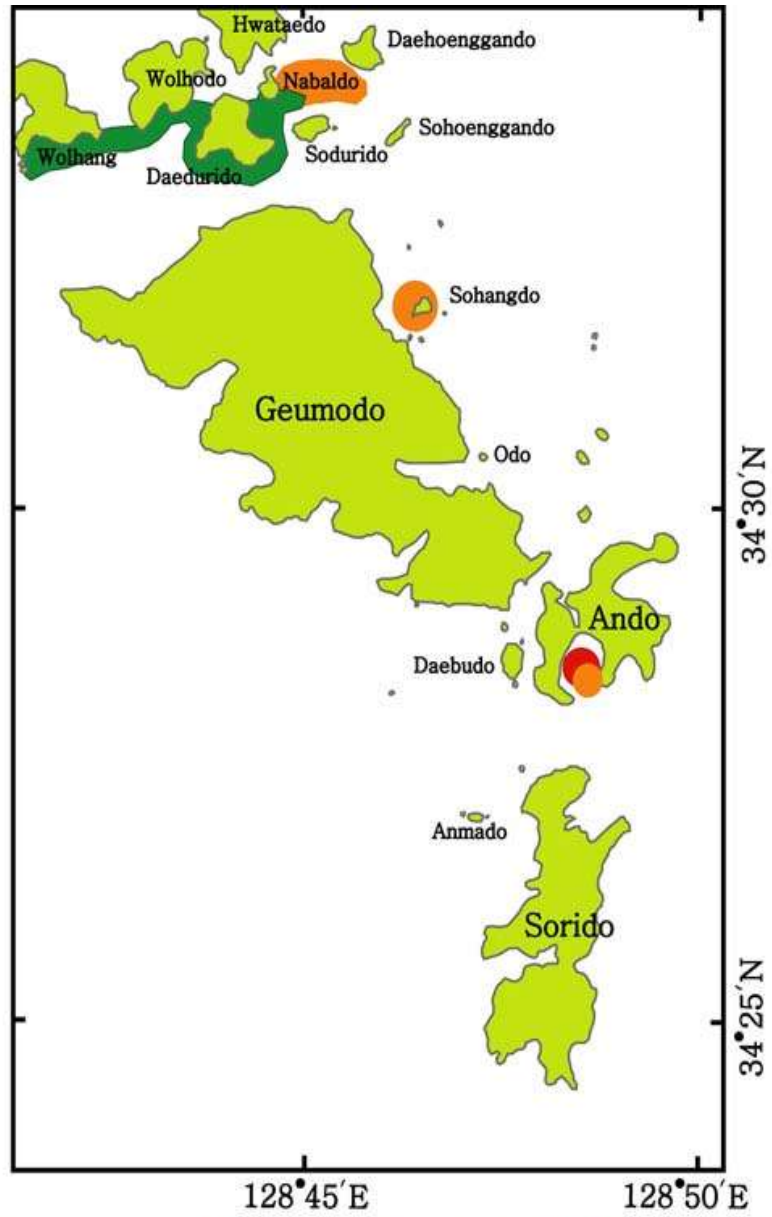 Hwataedo
Daehoenggando
Wolhodo
Nabaldo
Sohoenggando
Wolhang
Sodurido
Daedurido
Sohangdo
Geumodo
Odo
34°30′N
Ando
Daebudo
Anmado
Sorido
34°25′N
128°45′E
128°50′E